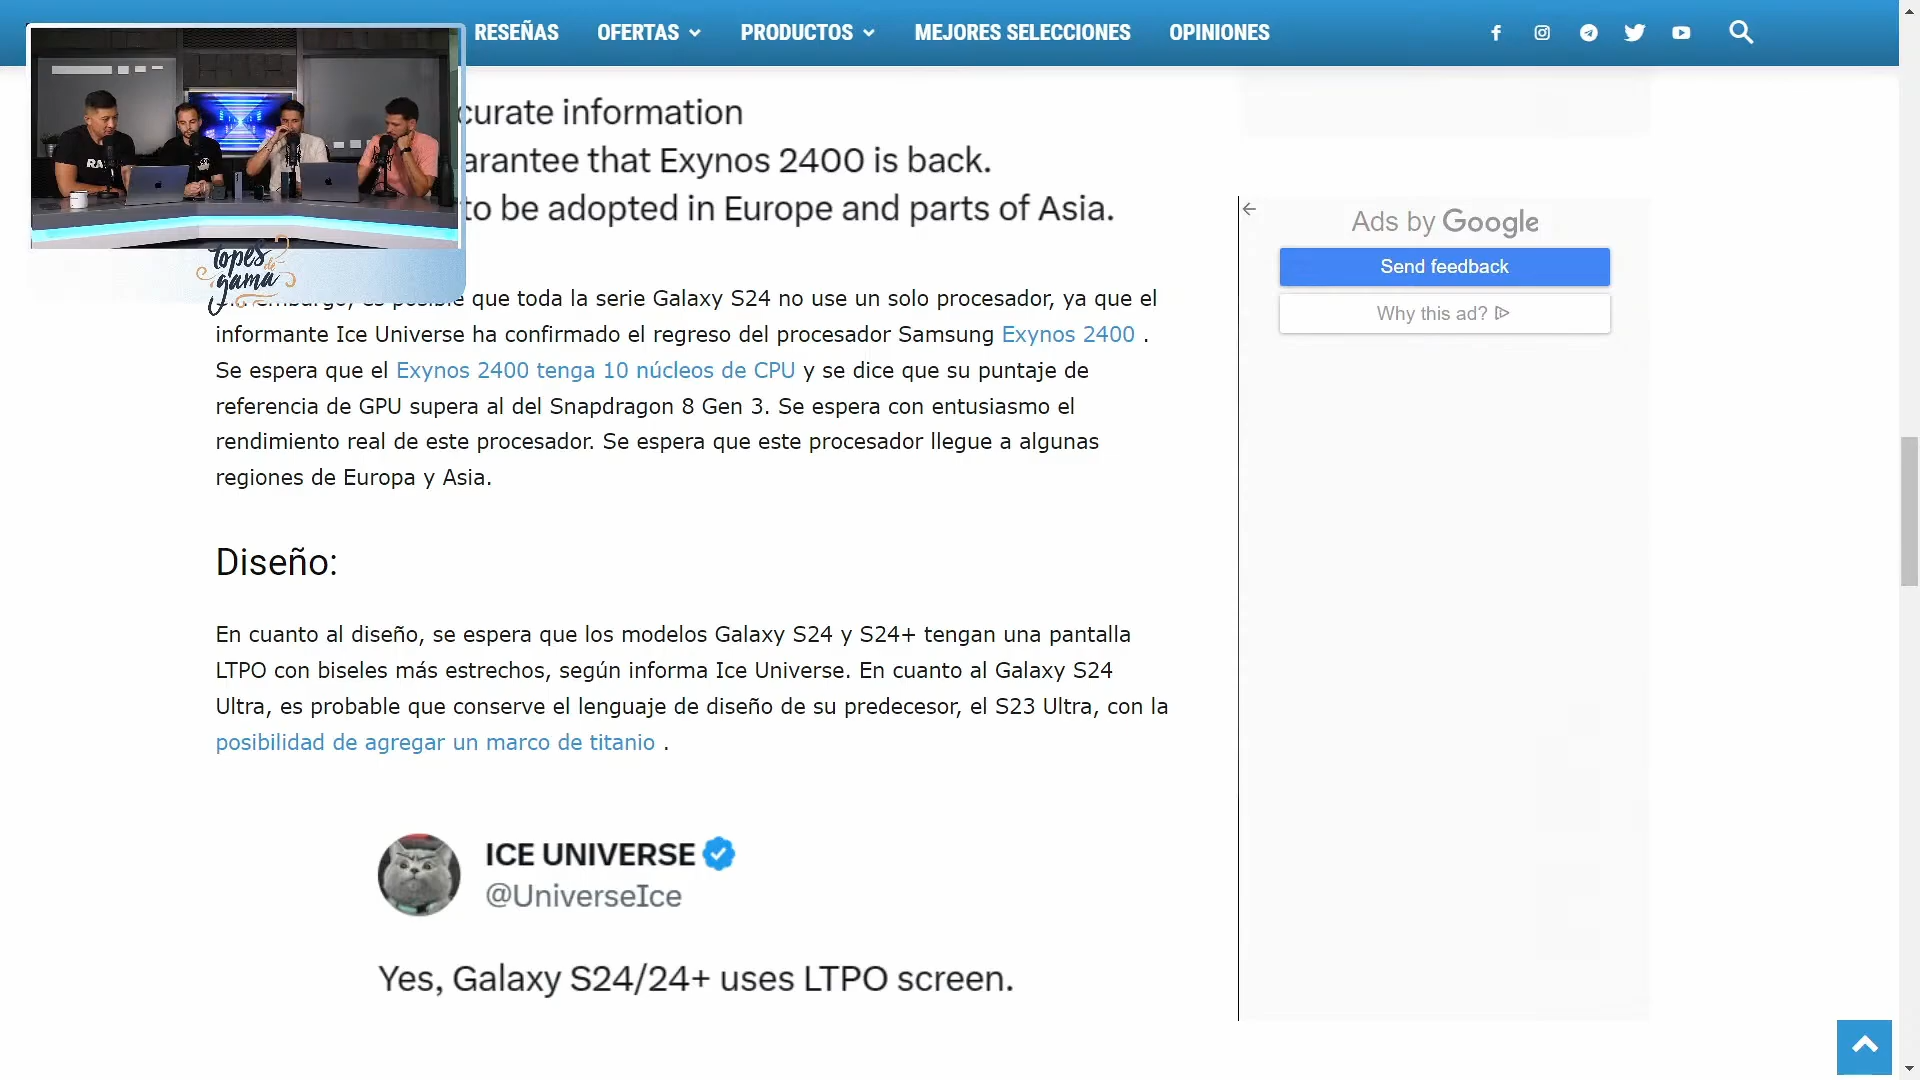 RESEÑAS OFERTAS PRODUCTOS MEJORES SELECCIONES OPINIONES
curate information
arantee that Exynos 2400 is back.
to be adopted in Europe and parts of Asia.
topes de gama
que toda la serie Galaxy S24 no use un solo procesador, ya que el
informante Ice Universe ha confirmado el regreso del procesador Samsung Exynos 2400 .
Se espera que el Exynos 2400 tenga 10 núcleos de CPU y se dice que su puntaje de
referencia de GPU supera al del Snapdragon 8 Gen 3. Se espera con entusiasmo el
rendimiento real de este procesador. Se espera que este procesador llegue a algunas
regiones de Europa y Asia.
Diseño:
En cuanto al diseño, se espera que los modelos Galaxy S24 y S24+ tengan una pantalla
LTPO con biseles más estrechos, según informa Ice Universe. En cuanto al Galaxy S24
Ultra, es probable que conserve el lenguaje de diseño de su predecesor, el S23 Ultra, con la
posibilidad de agregar un marco de titanio .
ICE UNIVERSE
@UniverseIce
Yes, Galaxy S24/24+ uses LTPO screen.
Ads by Google
Send feedback
Why this ad?